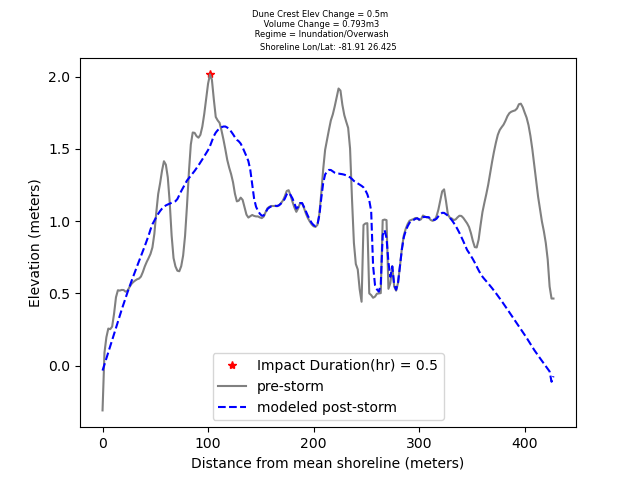 Dune Crest Elev Change = 0.5m
Volume Change = 0.793m3
Regime = Inundation/Overwash
Shoreline Lon/Lat: -81.91 26.425
2.0
1.5
1.0
0.5
0.0
Elevation (meters)
Impact Duration(hr) = 0.5
pre-storm
modeled post-storm
0 100 200 300 400
Distance from mean shoreline (meters)